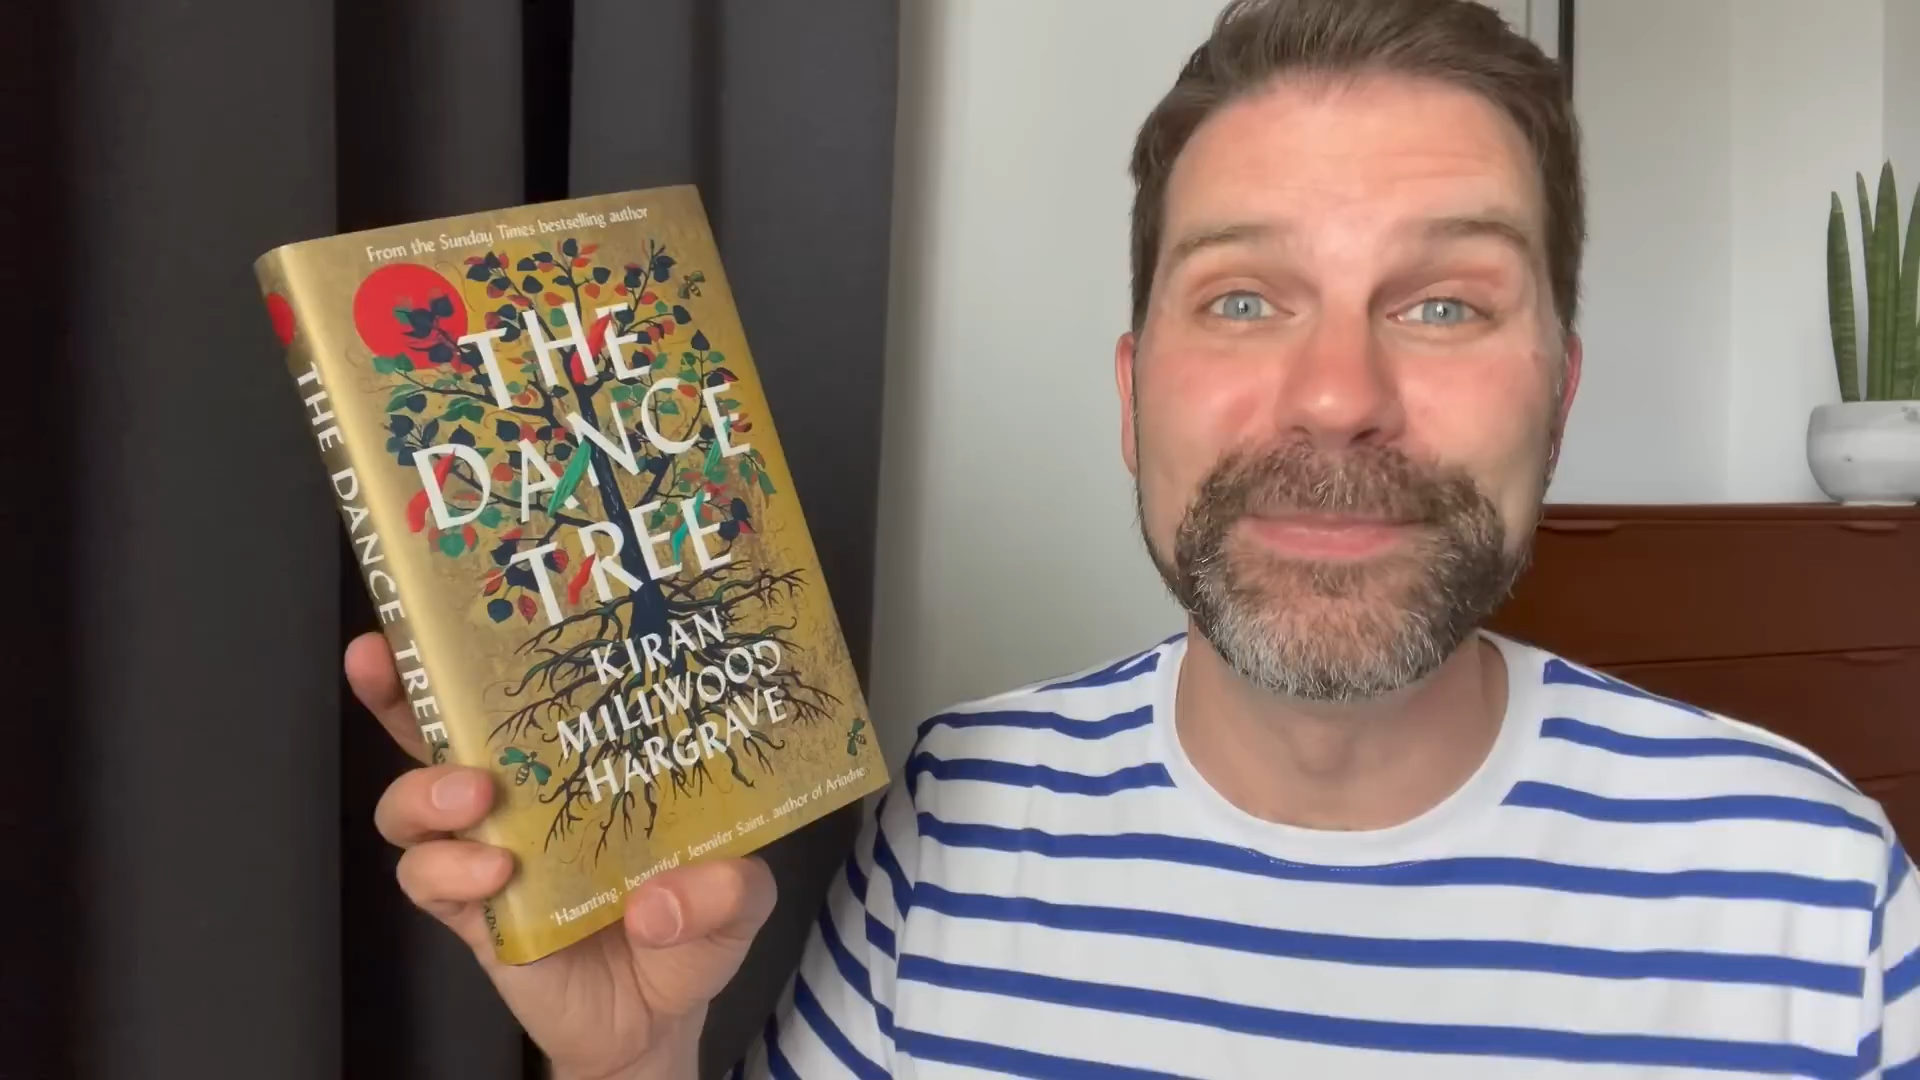 From the Sunday Times bestselling author
THE
DANCE
TREE
KIRAN
MILLWOOD
HARGRAVE
'Haunting, beautiful' Jennifer Saint, author of Ariadne
THE DANCE TREE